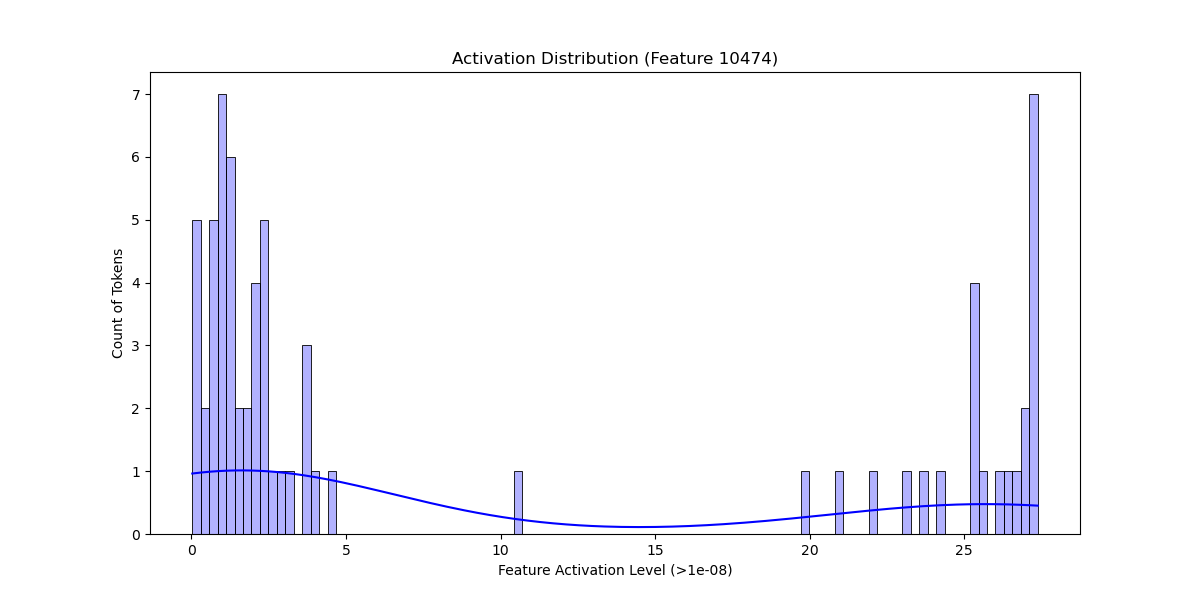 Activation Distribution (Feature 10474)
7
6
5
4
3
2
1
0
Count of Tokens
0 5 10 15 20 25
Feature Activation Level (>1e-08)